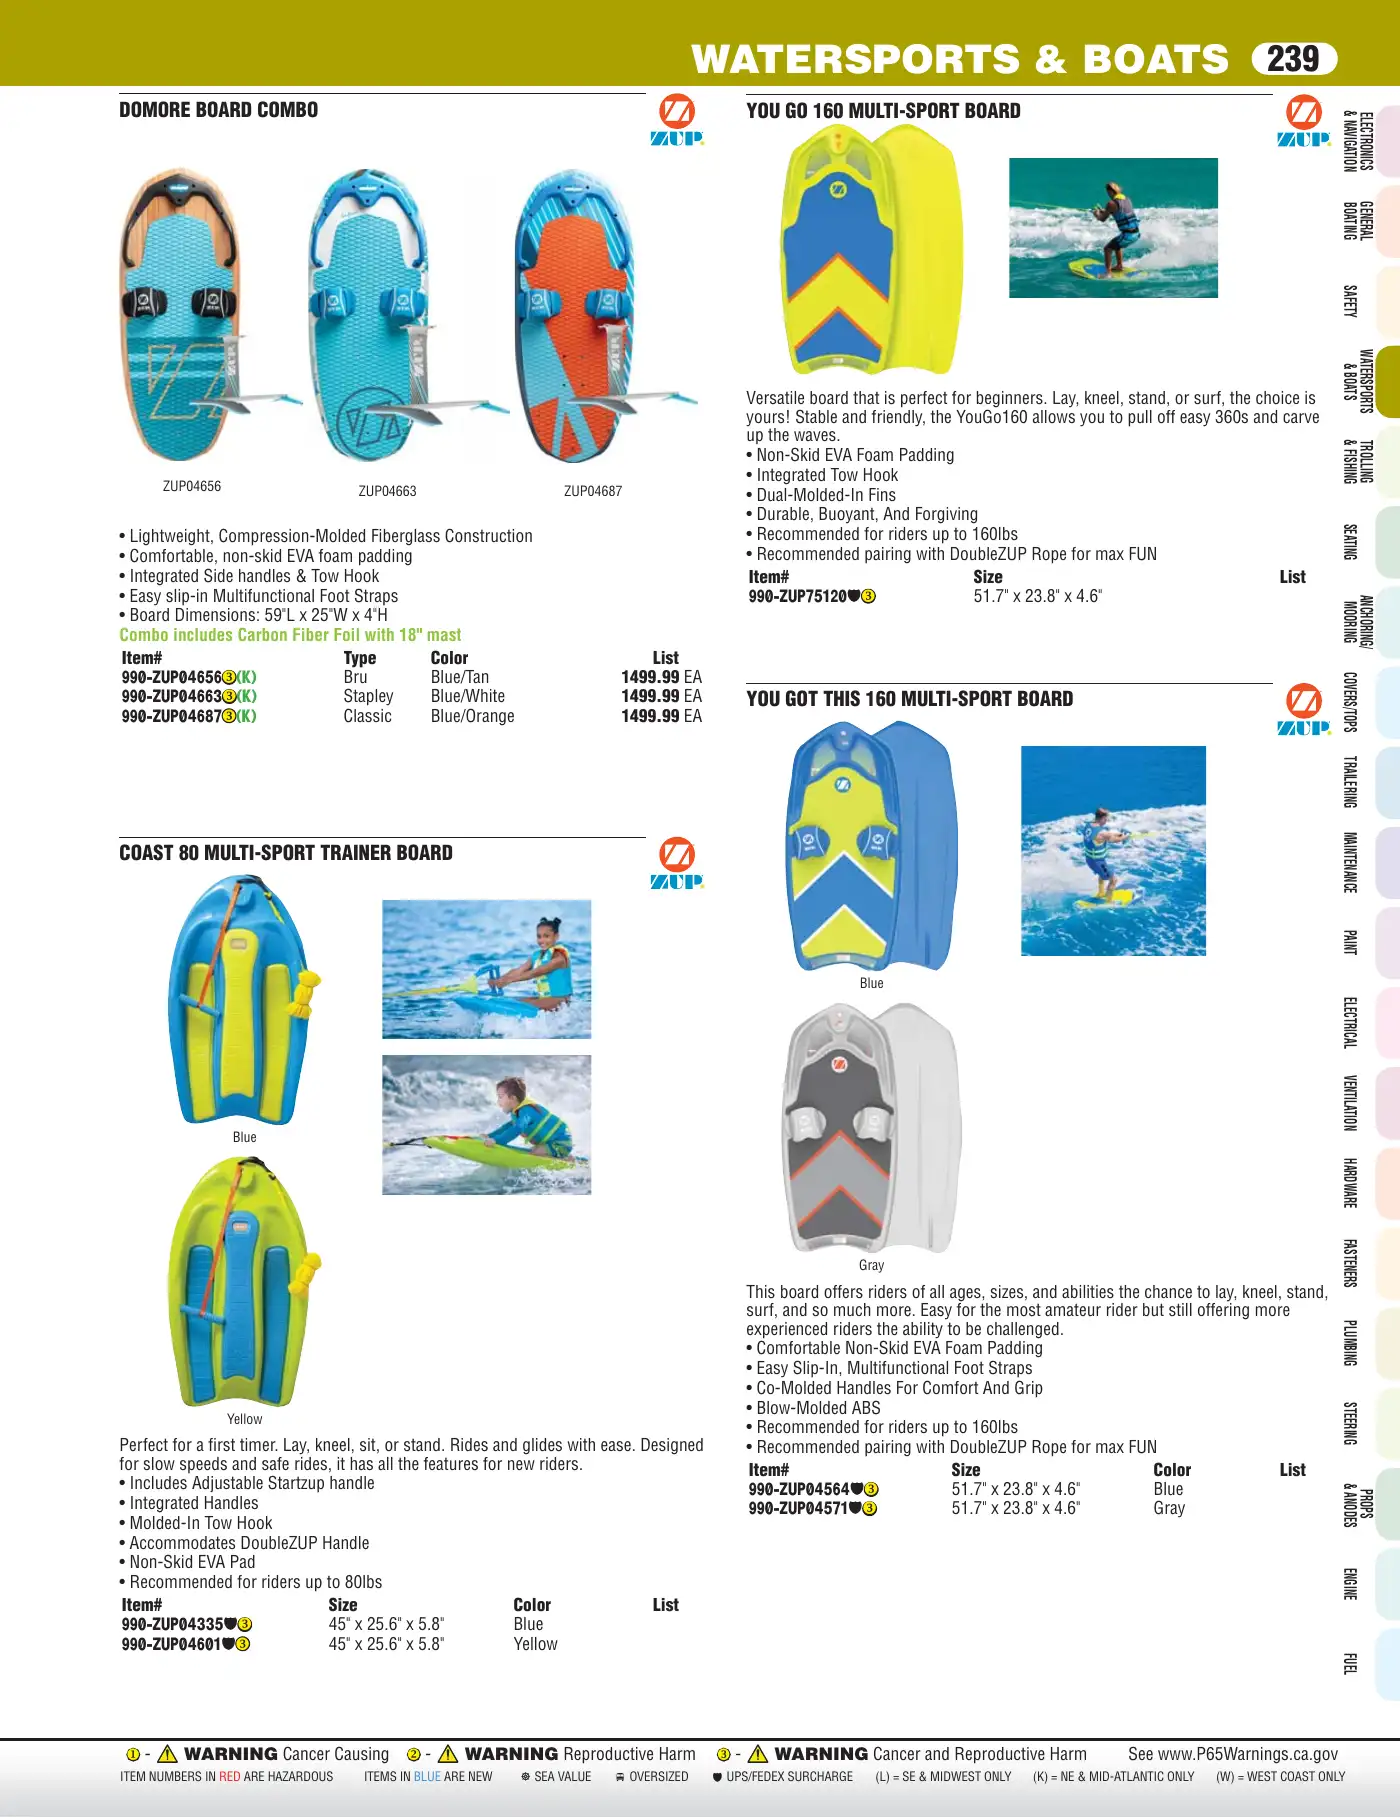 WATERSPORTS & BOATS 239
DOMORE BOARD COMBO
ZUP
ZUP04656
ZUP04663
ZUP04687
• Lightweight, Compression-Molded Fiberglass Construction
• Comfortable, non-skid EVA foam padding
• Integrated Side handles & Tow Hook
• Easy slip-in Multifunctional Foot Straps
• Board Dimensions: 59"L x 25"W x 4"H
Combo includes Carbon Fiber Foil with 18" mast
Item# Type Color List
990-ZUP04656 3 (K) Bru Blue/Tan 1499.99 EA
990-ZUP04663 3 (K) Stapley Blue/White 1499.99 EA
990-ZUP04687 3 (K) Classic Blue/Orange 1499.99 EA
COAST 80 MULTI-SPORT TRAINER BOARD
ZUP
Blue
Yellow
Perfect for a first timer. Lay, kneel, sit, or stand. Rides and glides with ease. Designed
for slow speeds and safe rides, it has all the features for new riders.
• Includes Adjustable Startzup handle
• Integrated Handles
• Molded-In Tow Hook
• Accommodates DoubleZUP Handle
• Non-Skid EVA Pad
• Recommended for riders up to 80lbs
Item# Size Color List
990-ZUP04335 3 45" x 25.6" x 5.8" Blue
990-ZUP04601 3 45" x 25.6" x 5.8" Yellow
YOU GO 160 MULTI-SPORT BOARD
ZUP
Versatile board that is perfect for beginners. Lay, kneel, stand, or surf, the choice is
yours! Stable and friendly, the YouGo160 allows you to pull off easy 360s and carve
up the waves.
• Non-Skid EVA Foam Padding
• Integrated Tow Hook
• Dual-Molded-In Fins
• Durable, Buoyant, And Forgiving
• Recommended for riders up to 160lbs
• Recommended pairing with DoubleZUP Rope for max FUN
Item# Size List
990-ZUP75120 3 51.7" x 23.8" x 4.6"
YOU GOT THIS 160 MULTI-SPORT BOARD
ZUP
Blue
Gray
This board offers riders of all ages, sizes, and abilities the chance to lay, kneel, stand,
surf, and so much more. Easy for the most amateur rider but still offering more
experienced riders the ability to be challenged.
• Comfortable Non-Skid EVA Foam Padding
• Easy Slip-In, Multifunctional Foot Straps
• Co-Molded Handles For Comfort And Grip
• Blow-Molded ABS
• Recommended for riders up to 160lbs
• Recommended pairing with DoubleZUP Rope for max FUN
Item# Size Color List
990-ZUP04564 3 51.7" x 23.8" x 4.6" Blue
990-ZUP04571 3 51.7" x 23.8" x 4.6" Gray
ELECTRONICS
& NAVIGATION
GENERAL
BOATING
SAFETY
WATERSPORTS
& BOATS
TROLLING
& FISHING
SEATING
ANCHORING/
MOORING
COVERS/TOPS
TRAILERING
MAINTENANCE
PAINT
ELECTRICAL
VENTILATION
HARDWARE
FASTENERS
PLUMBING
STEERING
PROPS
& ANODES
ENGINE
FUEL
1 - WARNING Cancer Causing 2 - WARNING Reproductive Harm 3 - WARNING Cancer and Reproductive Harm See www.P65Warnings.ca.gov
ITEM NUMBERS IN RED ARE HAZARDOUS ITEMS IN BLUE ARE NEW SEA VALUE OVERSIZED UPS/FEDEX SURCHARGE (L) = SE & MIDWEST ONLY (K) = NE & MID-ATLANTIC ONLY (W) = WEST COAST ONLY